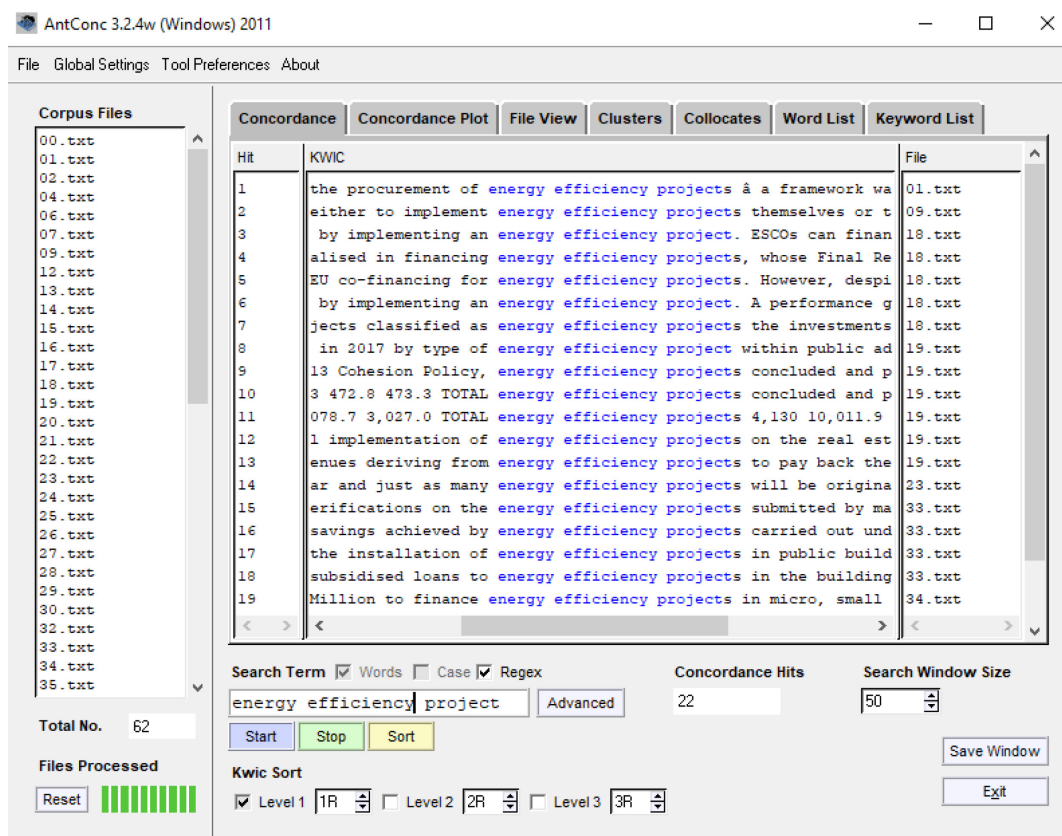 AntConc 3.2.4w (Windows) 2011
File Global Settings Tool Preferences About
Corpus Files
00.txt
01.txt
02.txt
04.txt
06.txt
07.txt
09.txt
12.txt
13.txt
14.txt
15.txt
16.txt
17.txt
18.txt
19.txt
20.txt
21.txt
22.txt
23.txt
24.txt
25.txt
26.txt
27.txt
28.txt
29.txt
30.txt
32.txt
33.txt
34.txt
35.txt
Total No. 62
Files Processed
Reset
Concordance Concordance Plot File View Clusters Collocates Word List Keyword List
Hit KWIC File
1 the procurement of energy efficiency projects â a framework wa 01.txt
2 either to implement energy efficiency projects themselves or t 09.txt
3 by implementing an energy efficiency project. ESCOs can finan 18.txt
4 alised in financing energy efficiency projects, whose Final Re 18.txt
5 EU co-financing for energy efficiency projects. However, despi 18.txt
6 by implementing an energy efficiency project. A performance g 18.txt
7 jects classified as energy efficiency projects the investments 18.txt
8 in 2017 by type of energy efficiency project within public ad 19.txt
9 13 Cohesion Policy, energy efficiency projects concluded and p 19.txt
10 3 472.8 473.3 TOTAL energy efficiency projects concluded and p 19.txt
11 078.7 3,027.0 TOTAL energy efficiency projects 4,130 10,011.9 19.txt
12 l implementation of energy efficiency projects on the real est 19.txt
13 enues deriving from energy efficiency projects to pay back the 19.txt
14 ar and just as many energy efficiency projects will be origina 23.txt
15 erifications on the energy efficiency projects submitted by ma 33.txt
16 savings achieved by energy efficiency projects carried out und 33.txt
17 the installation of energy efficiency projects in public build 33.txt
18 subsidised loans to energy efficiency projects in the building 33.txt
19 Million to finance energy efficiency projects in micro, small 34.txt
Search Term Words Case Regex Concordance Hits Search Window Size
energy efficiency project Advanced 22 50
Start Stop Sort
Save Window
Kwic Sort
Level 1 1R Level 2 2R Level 3 3R
Exit